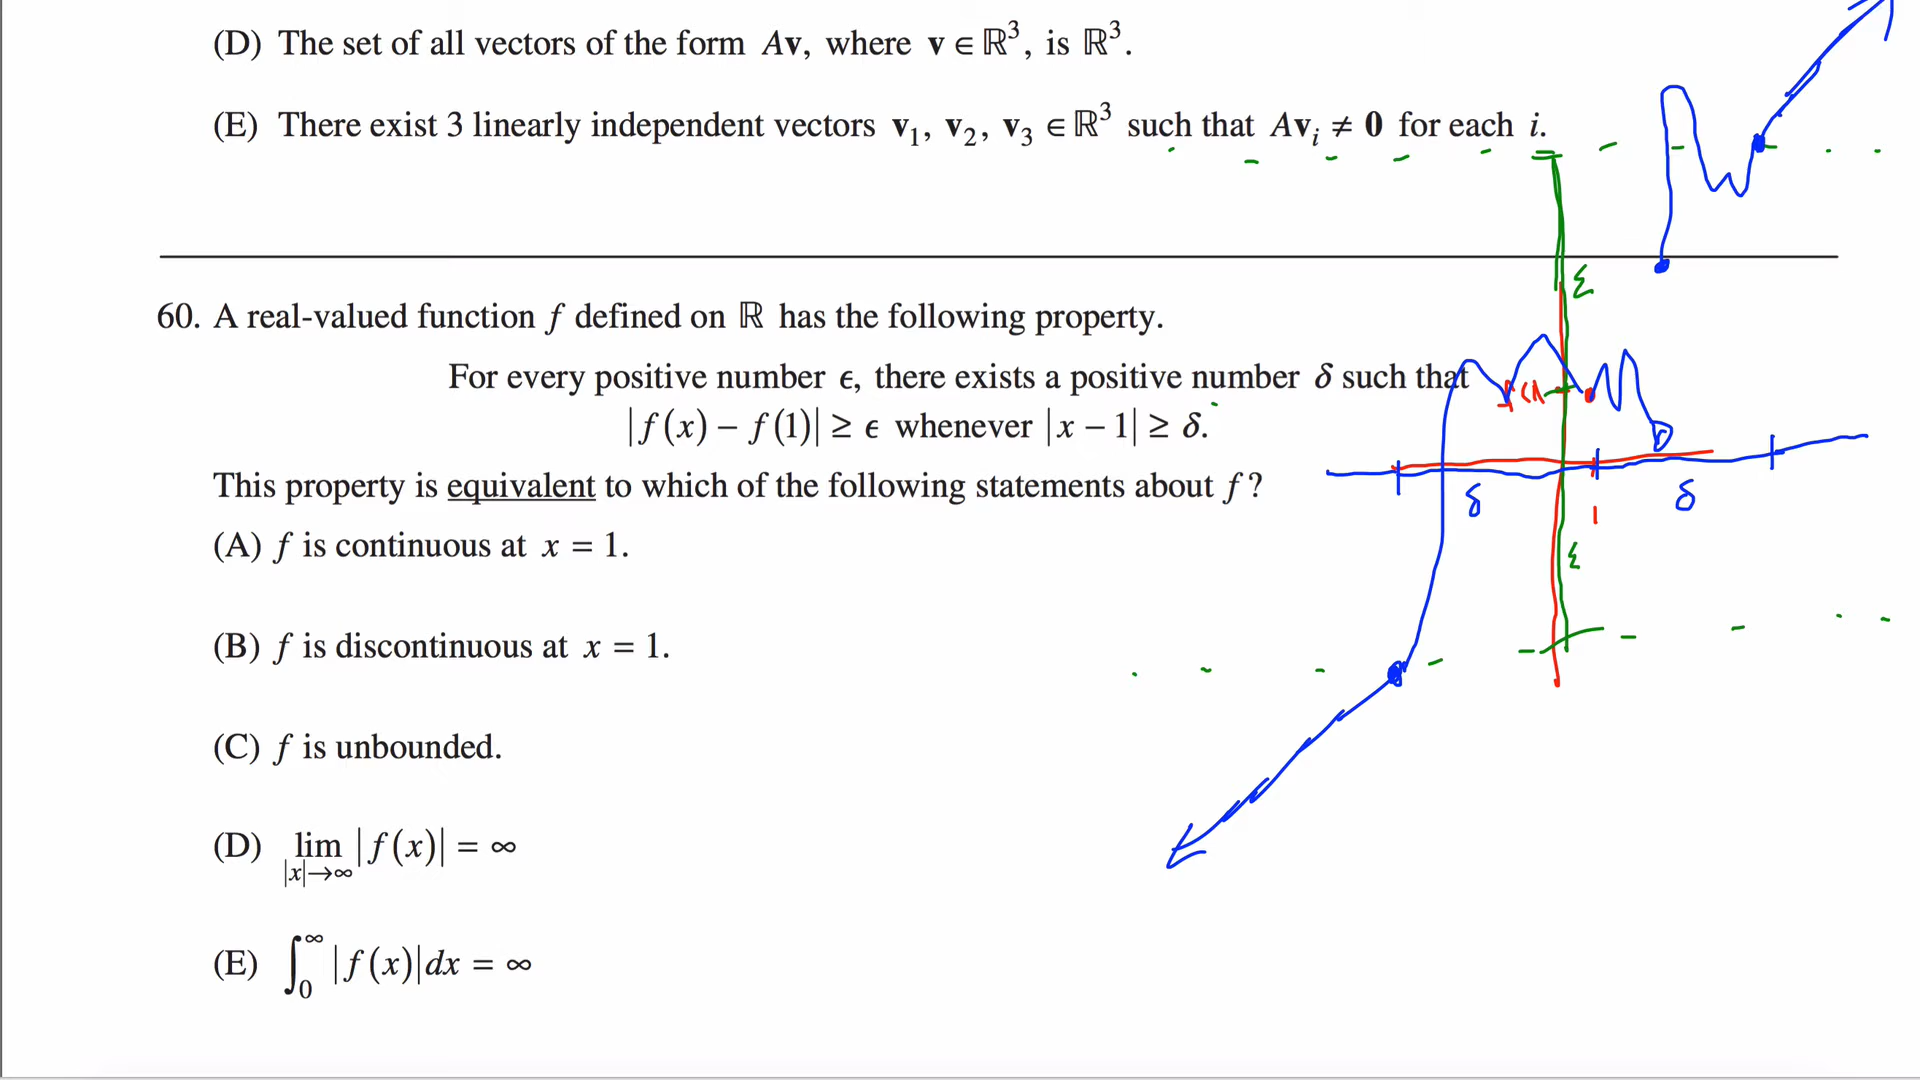 (D) The set of all vectors of the form Av, where v ∈ ℝ³, is ℝ³.
(E) There exist 3 linearly independent vectors v₁, v₂, v₃ ∈ ℝ³ such that Avᵢ ≠ 0 for each i.
60. A real-valued function f defined on ℝ has the following property.
For every positive number ϵ, there exists a positive number δ such that
|f(x) − f(1)| ≥ ϵ whenever |x − 1| ≥ δ.
This property is equivalent to which of the following statements about f?
(A) f is continuous at x = 1.
(B) f is discontinuous at x = 1.
(C) f is unbounded.
(D) lim |x|→∞ |f(x)| = ∞
(E) ∫₀^∞ |f(x)| dx = ∞
ε
f(1)
δ
1
δ
ε